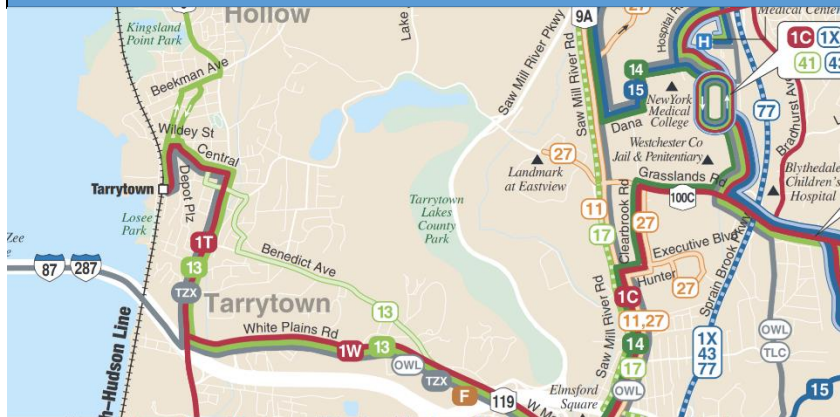 Hollow
Kingsland
Point Park
Beekman Ave
Wildey St
Central
Tarrytown
Depot Plz
Losee
Park
Zee
87
287
1T
13
TZX
Tarrytown
Benedict Ave
13
White Plains Rd
1W
13
OWL
TZX
F
119
W M
h–Hudson Line
Lake
Saw Mill River Pkwy
27
9A
Saw Mill River Rd
14
15
Dana
Hospital R
Medical Center
H
1C
1X
41
43
77
New York
Medical
College
Westchester Co
Jail & Penitentiary
Bradhurst Av
Blythedale
Children's
Hospital
Grasslands Rd
100C
27
Landmark
at Eastview
Tarrytown
Lakes
County
Park
11
17
Clearbrook Rd
27
Executive Blvd
Hunter
27
Sprain Brook Pkwy
1C
11,27
14
17
OWL
Saw Mill River Rd
Elmsford
Square
1X
43
77
OWL
TLC
15